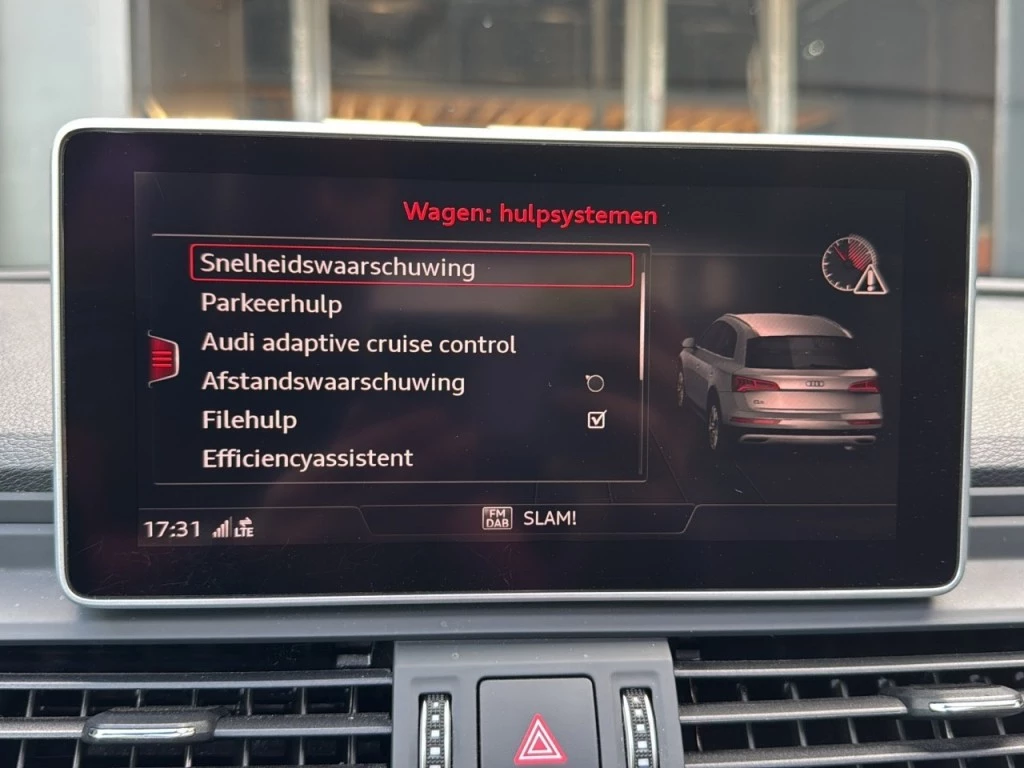 Wagen: hulpsystemen
Snelheidswaarschuwing
Parkeerhulp
Audi adaptive cruise control
Afstandswaarschuwing
Filehulp
Efficiencyassistent
17:31 LTE
FM DAB SLAM!